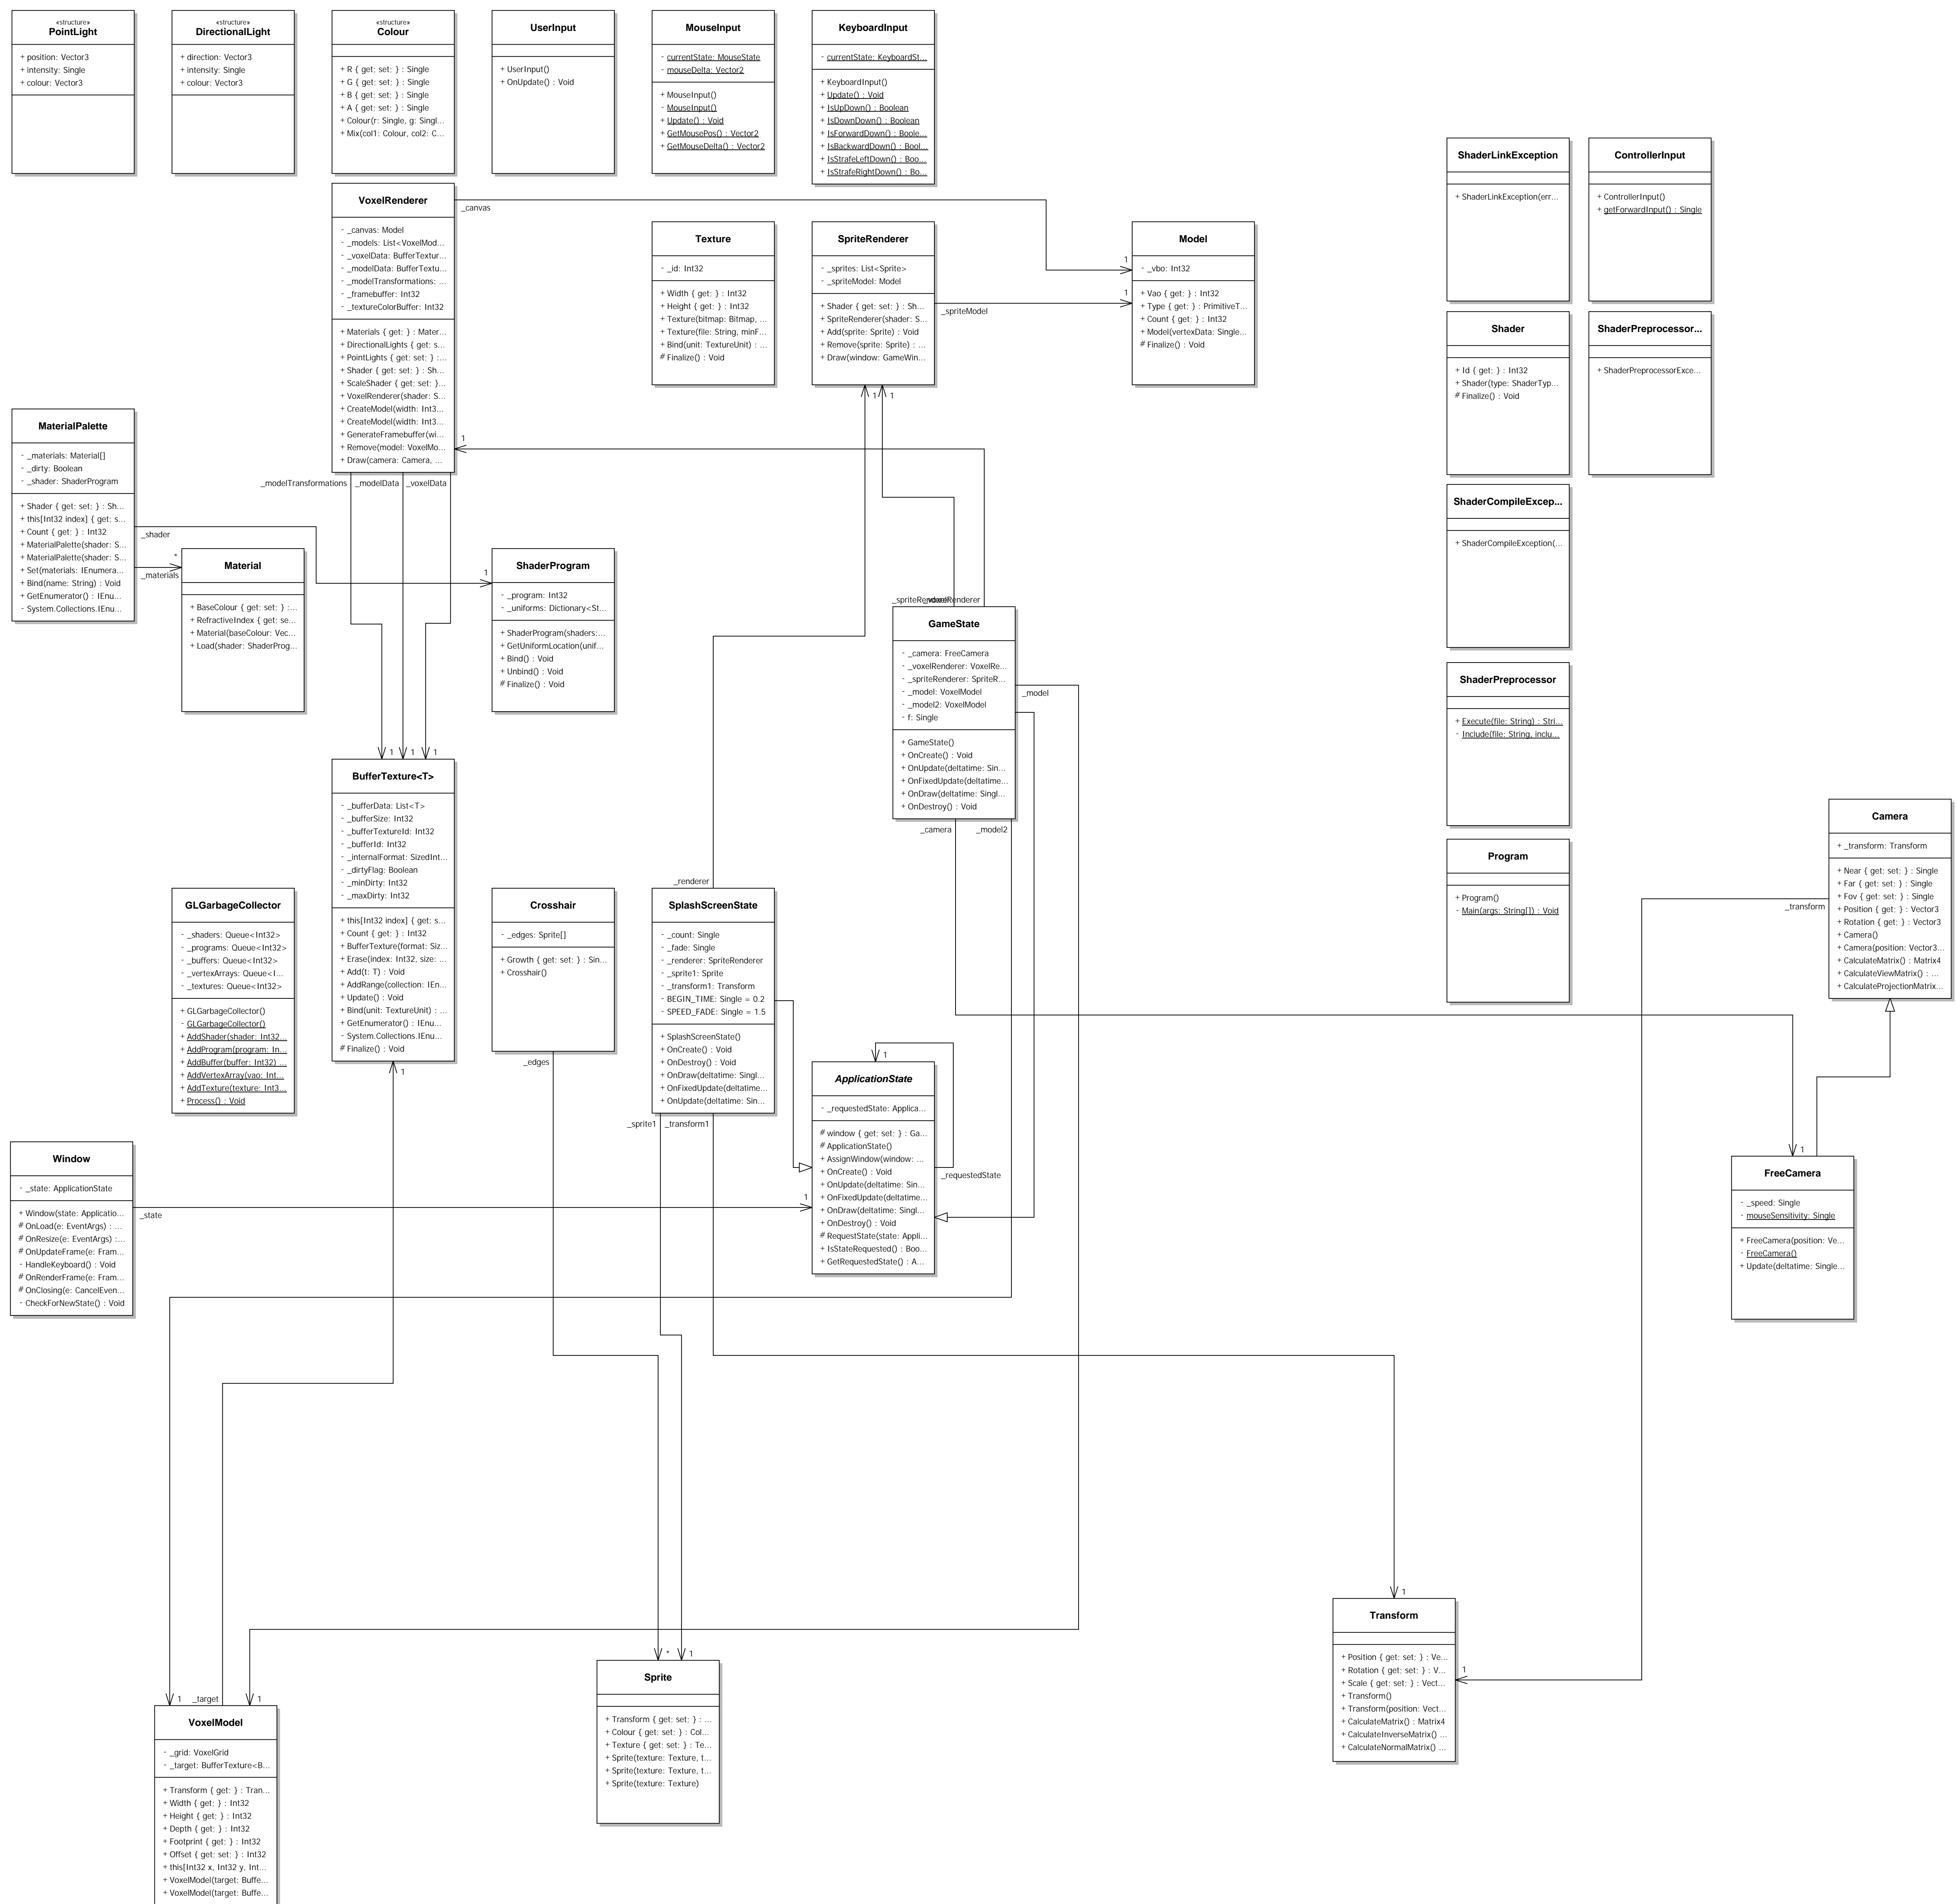 «structure»
PointLight
+ position: Vector3
+ intensity: Single
+ colour: Vector3
«structure»
DirectionalLight
+ direction: Vector3
+ intensity: Single
+ colour: Vector3
«structure»
Colour
+ R { get; set; } : Single
+ G { get; set; } : Single
+ B { get; set; } : Single
+ A { get; set; } : Single
+ Colour(r: Single, g: Singl...
+ Mix(col1: Colour, col2: C...
UserInput
+ UserInput()
+ OnUpdate() : Void
MouseInput
- currentState: MouseState
- mouseDelta: Vector2
+ MouseInput()
- MouseInput()
+ Update() : Void
+ GetMousePos() : Vector2
+ GetMouseDelta() : Vector2
KeyboardInput
- currentState: KeyboardSt...
+ KeyboardInput()
+ Update() : Void
+ IsUpDown() : Boolean
+ IsDownDown() : Boolean
+ IsForwardDown() : Boole...
+ IsBackwardDown() : Bool...
+ IsStrafeLeftDown() : Boo...
+ IsStrafeRightDown() : Bo...
ShaderLinkException
+ ShaderLinkException(err...
ControllerInput
+ ControllerInput()
+ getForwardInput() : Single
VoxelRenderer
- _canvas: Model
- _models: List<VoxelMod...
- _voxelData: BufferTextur...
- _modelData: BufferTextu...
- _modelTransformations: ...
- _framebuffer: Int32
- _textureColorBuffer: Int32
+ Materials { get; } : Mater...
+ DirectionalLights { get; s...
+ PointLights { get; set; } :...
+ Shader { get; set; } : Sh...
+ ScaleShader { get; set; }...
+ VoxelRenderer(shader: S...
+ CreateModel(width: Int3...
+ CreateModel(width: Int3...
+ GenerateFramebuffer(wi...
+ Remove(model: VoxelMo...
+ Draw(camera: Camera, ...
_canvas
1
Texture
- _id: Int32
+ Width { get; } : Int32
+ Height { get; } : Int32
+ Texture(bitmap: Bitmap, ...
+ Texture(file: String, minF...
+ Bind(unit: TextureUnit) : ...
# Finalize() : Void
SpriteRenderer
- _sprites: List<Sprite>
- _spriteModel: Model
+ Shader { get; set; } : Sh...
+ SpriteRenderer(shader: S...
+ Add(sprite: Sprite) : Void
+ Remove(sprite: Sprite) : ...
+ Draw(window: GameWin...
_spriteModel
1
Model
- _vbo: Int32
+ Vao { get; } : Int32
+ Type { get; } : PrimitiveT...
+ Count { get; } : Int32
+ Model(vertexData: Single...
# Finalize() : Void
Shader
+ Id { get; } : Int32
+ Shader(type: ShaderTyp...
# Finalize() : Void
ShaderPreprocessor...
+ ShaderPreprocessorExce...
1
1
1
MaterialPalette
- _materials: Material[]
- _dirty: Boolean
- _shader: ShaderProgram
+ Shader { get; set; } : Sh...
+ this[Int32 index] { get; s...
+ Count { get; } : Int32
+ MaterialPalette(shader: S...
+ MaterialPalette(shader: S...
+ Set(materials: IEnumera...
+ Bind(name: String) : Void
+ GetEnumerator() : IEnu...
- System.Collections.IEnu...
_modelTransformations
_modelData
_voxelData
_shader
1
*
_materials
Material
+ BaseColour { get; set; } :...
+ RefractiveIndex { get; se...
+ Material(baseColour: Vec...
+ Load(shader: ShaderProg...
ShaderProgram
- _program: Int32
- _uniforms: Dictionary<St...
+ ShaderProgram(shaders:...
+ GetUniformLocation(unif...
+ Bind() : Void
+ Unbind() : Void
# Finalize() : Void
ShaderCompileExcep...
+ ShaderCompileException(...
_spriteRenderer
_voxelRenderer
GameState
- _camera: FreeCamera
- _voxelRenderer: VoxelRe...
- _spriteRenderer: SpriteR...
- _model: VoxelModel
- _model2: VoxelModel
- f: Single
+ GameState()
+ OnCreate() : Void
+ OnUpdate(deltatime: Sin...
+ OnFixedUpdate(deltatime...
+ OnDraw(deltatime: Singl...
+ OnDestroy() : Void
_model
_camera
_model2
ShaderPreprocessor
+ Execute(file: String) : Stri...
- Include(file: String, inclu...
1
1
1
BufferTexture<T>
- _bufferData: List<T>
- _bufferSize: Int32
- _bufferTextureId: Int32
- _bufferId: Int32
- _internalFormat: SizedInt...
- _dirtyFlag: Boolean
- _minDirty: Int32
- _maxDirty: Int32
+ this[Int32 index] { get; s...
+ Count { get; } : Int32
+ BufferTexture(format: Siz...
+ Erase(index: Int32, size: ...
+ Add(t: T) : Void
+ AddRange(collection: IEn...
+ Update() : Void
+ Bind(unit: TextureUnit) : ...
+ GetEnumerator() : IEnu...
- System.Collections.IEnu...
# Finalize() : Void
1
Program
+ Program()
- Main(args: String[]) : Void
Camera
+ _transform: Transform
+ Near { get; set; } : Single
+ Far { get; set; } : Single
+ Fov { get; set; } : Single
+ Position { get; } : Vector3
+ Rotation { get; } : Vector3
+ Camera()
+ Camera(position: Vector3...
+ CalculateMatrix() : Matrix4
+ CalculateViewMatrix() : ...
+ CalculateProjectionMatrix...
_transform
GLGarbageCollector
- _shaders: Queue<Int32>
- _programs: Queue<Int32>
- _buffers: Queue<Int32>
- _vertexArrays: Queue<I...
- _textures: Queue<Int32>
+ GLGarbageCollector()
- GLGarbageCollector()
+ AddShader(shader: Int32...
+ AddProgram(program: In...
+ AddBuffer(buffer: Int32) ...
+ AddVertexArray(vao: Int...
+ AddTexture(texture: Int3...
+ Process() : Void
Crosshair
- _edges: Sprite[]
+ Growth { get; set; } : Sin...
+ Crosshair()
_edges
_renderer
SplashScreenState
- _count: Single
- _fade: Single
- _renderer: SpriteRenderer
- _sprite1: Sprite
- _transform1: Transform
- BEGIN_TIME: Single = 0.2
- SPEED_FADE: Single = 1.5
+ SplashScreenState()
+ OnCreate() : Void
+ OnDestroy() : Void
+ OnDraw(deltatime: Singl...
+ OnFixedUpdate(deltatime...
+ OnUpdate(deltatime: Sin...
_sprite1
_transform1
1
ApplicationState
- _requestedState: Applica...
# window { get; set; } : Ga...
# ApplicationState()
+ AssignWindow(window: ...
+ OnCreate() : Void
+ OnUpdate(deltatime: Sin...
+ OnFixedUpdate(deltatime...
+ OnDraw(deltatime: Singl...
+ OnDestroy() : Void
# RequestState(state: Appli...
+ IsStateRequested() : Boo...
+ GetRequestedState() : A...
_requestedState
Window
- _state: ApplicationState
+ Window(state: Applicatio...
# OnLoad(e: EventArgs) : ...
# OnResize(e: EventArgs) :...
# OnUpdateFrame(e: Fram...
- HandleKeyboard() : Void
# OnRenderFrame(e: Fram...
# OnClosing(e: CancelEven...
- CheckForNewState() : Void
_state
1
1
FreeCamera
- _speed: Single
- mouseSensitivity: Single
+ FreeCamera(position: Ve...
- FreeCamera()
+ Update(deltatime: Single...
1
Transform
+ Position { get; set; } : Ve...
+ Rotation { get; set; } : V...
+ Scale { get; set; } : Vect...
+ Transform()
+ Transform(position: Vect...
+ CalculateMatrix() : Matrix4
+ CalculateInverseMatrix() ...
+ CalculateNormalMatrix() ...
1
*
1
Sprite
+ Transform { get; set; } : ...
+ Colour { get; set; } : Col...
+ Texture { get; set; } : Te...
+ Sprite(texture: Texture, t...
+ Sprite(texture: Texture, t...
+ Sprite(texture: Texture)
1
_target
1
VoxelModel
- _grid: VoxelGrid
- _target: BufferTexture<B...
+ Transform { get; } : Tran...
+ Width { get; } : Int32
+ Height { get; } : Int32
+ Depth { get; } : Int32
+ Footprint { get; } : Int32
+ Offset { get; set; } : Int32
+ this[Int32 x, Int32 y, Int...
+ VoxelModel(target: Buffe...
+ VoxelModel(target: Buffe...